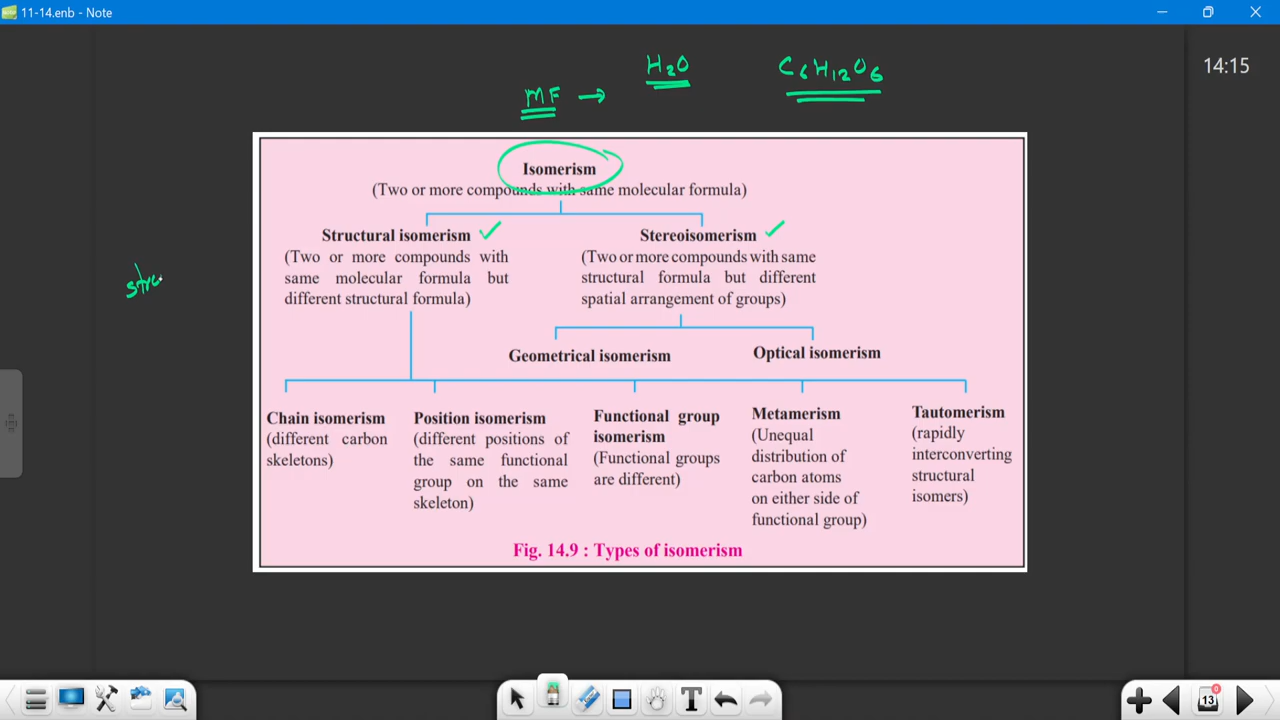 11-14.enb - Note
14:15
H2O
C6H12O6
MF →
Isomerism
(Two or more compounds with same molecular formula)
Structural isomerism ✓
(Two or more compounds with
same molecular formula but
different structural formula)
Stereoisomerism ✓
(Two or more compounds with same
structural formula but different
spatial arrangement of groups)
Geometrical isomerism
Optical isomerism
Chain isomerism
(different carbon
skeletons)
Position isomerism
(different positions of
the same functional
group on the same
skeleton)
Functional group
isomerism
(Functional groups
are different)
Metamerism
(Unequal
distribution of
carbon atoms
on either side of
functional group)
Tautomerism
(rapidly
interconverting
structural
isomers)
Fig. 14.9 : Types of isomerism
T
13
0